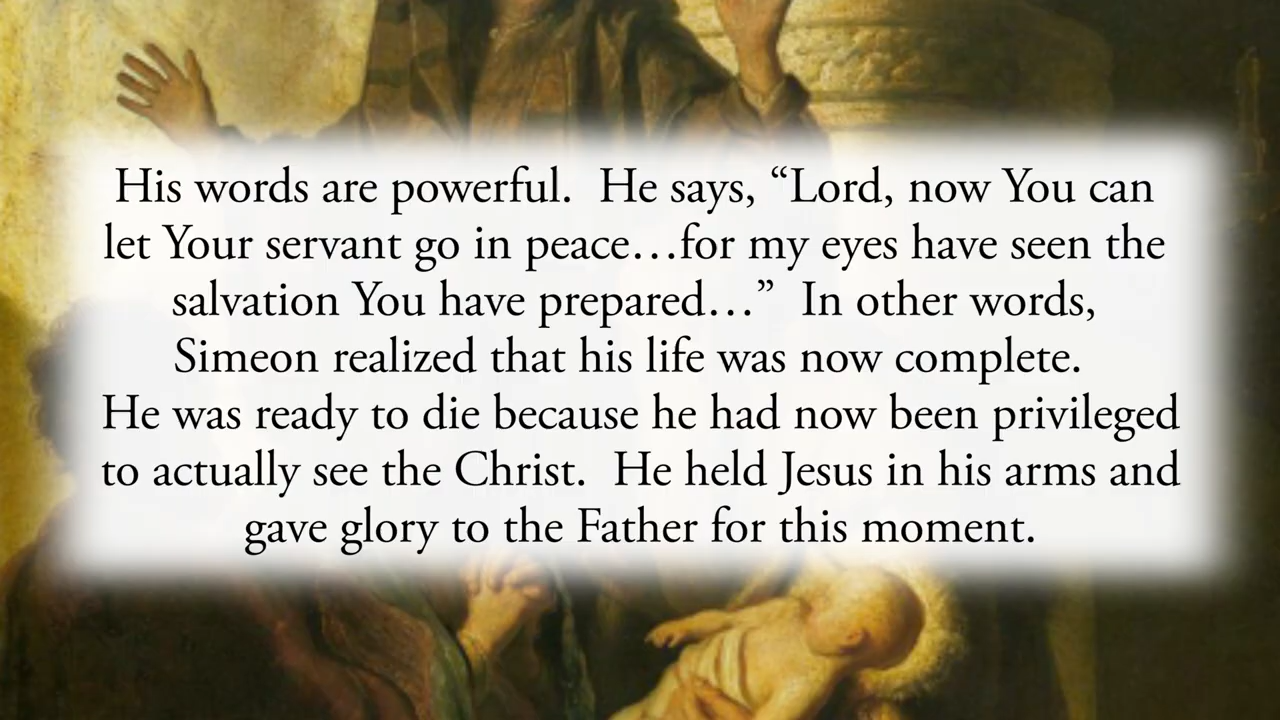 His words are powerful.  He says, “Lord, now You can
let Your servant go in peace…for my eyes have seen the
salvation You have prepared…”  In other words,
Simeon realized that his life was now complete.
He was ready to die because he had now been privileged
to actually see the Christ.  He held Jesus in his arms and
gave glory to the Father for this moment.